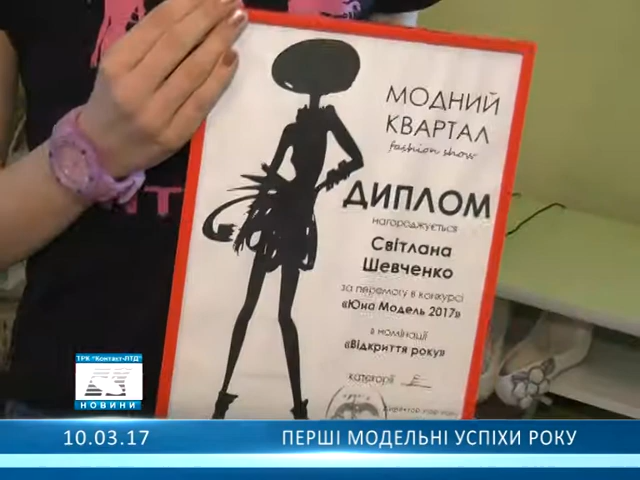 МОДНИЙ
КВАРТАЛ
fashion show
ДИПЛОМ
нагороджується
Світлана
Шевченко
за перемогу в конкурсі
«Юна Модель 2017»
в номінації
«Відкриття року»
категорії E
ТРК "Контакт-ЛТД"
НОВИНИ
10.03.17
ПЕРШІ МОДЕЛЬНІ УСПІХИ РОКУ